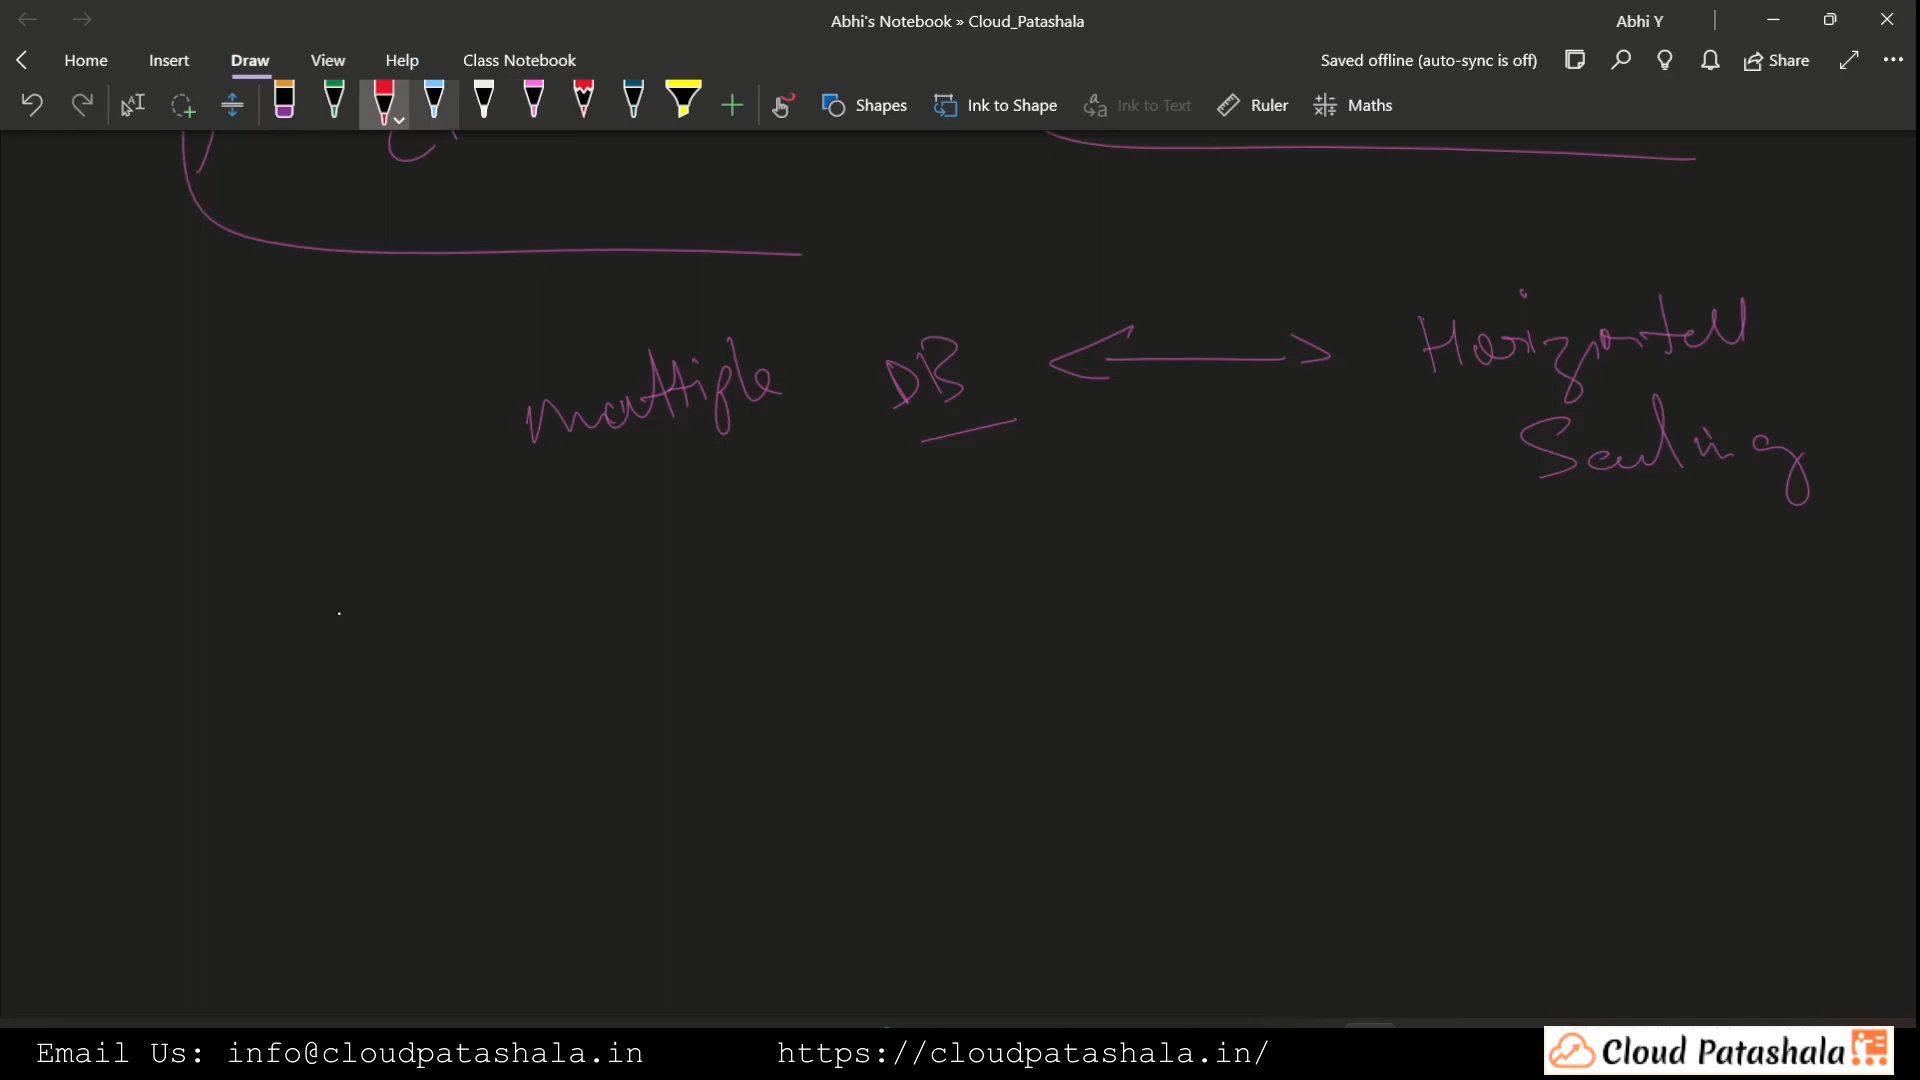 Abhi's Notebook » Cloud_Patashala
Abhi Y
Home Insert Draw View Help Class Notebook
Saved offline (auto-sync is off)
Share
Shapes Ink to Shape Ink to Text Ruler Maths
multiple DB Horizontal
Scaling
Email Us: info@cloudpatashala.in https://cloudpatashala.in/
Cloud Patashala